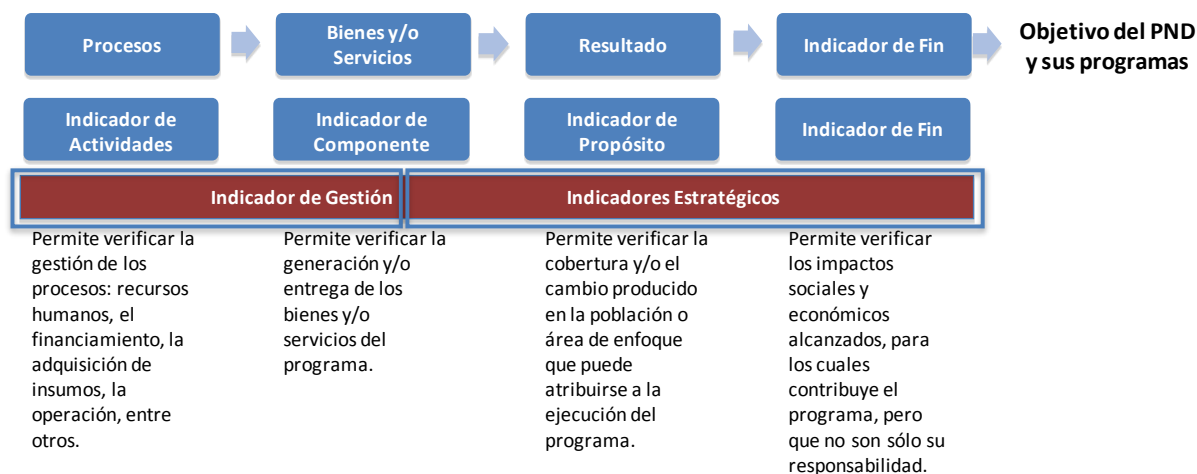 Procesos
Bienes y/o
Servicios
Resultado
Indicador de Fin
Objetivo del PND
y sus programas
Indicador de
Actividades
Indicador de
Componente
Indicador de
Propósito
Indicador de Fin
Indicador de Gestión
Indicadores Estratégicos
Permite verificar la
gestión de los
procesos: recursos
humanos, el
financiamiento, la
adquisición de
insumos, la
operación, entre
otros.
Permite verificar la
generación y/o
entrega de los
bienes y/o
servicios del
programa.
Permite verificar la
cobertura y/o el
cambio producido
en la población o
área de enfoque
que puede
atribuirse a la
ejecución del
programa.
Permite verificar
los impactos
sociales y
económicos
alcanzados, para
los cuales
contribuye el
programa, pero
que no son sólo su
responsabilidad.